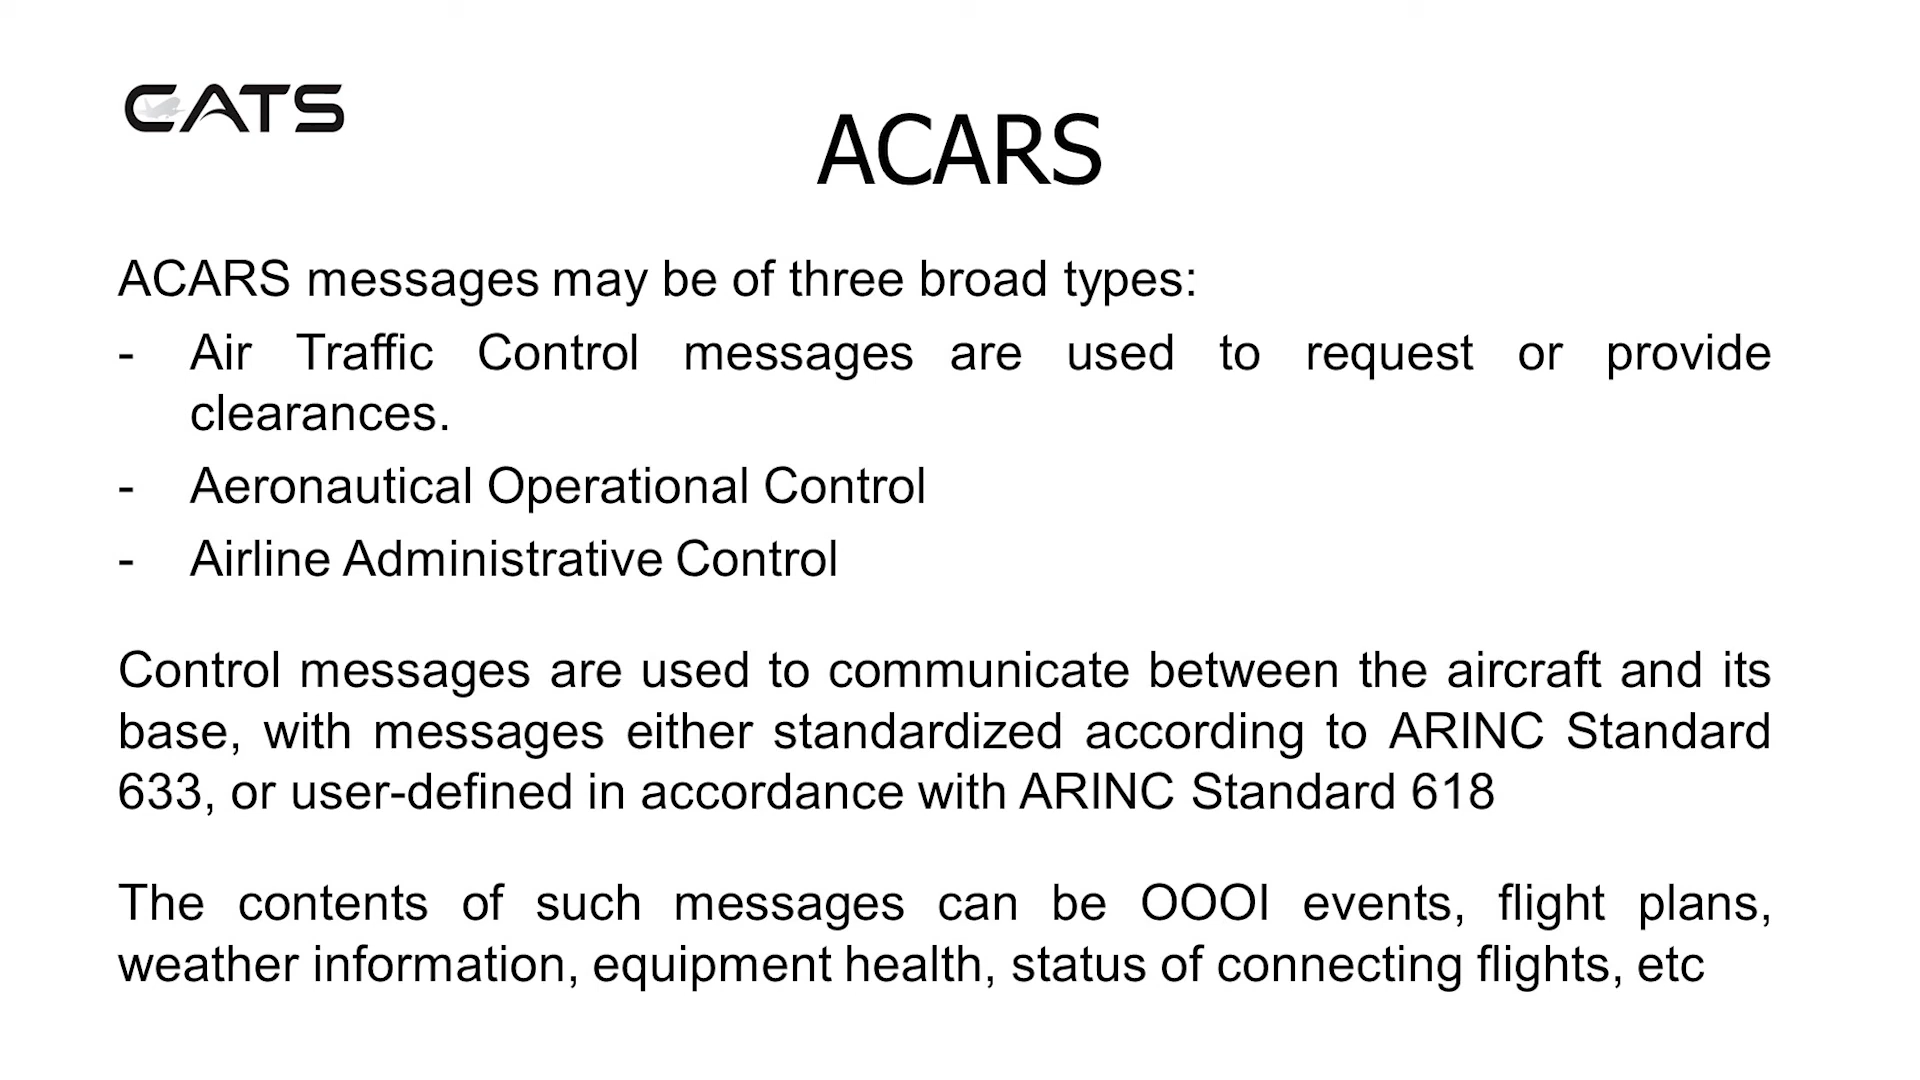 CATS
ACARS
ACARS messages may be of three broad types:
- Air Traffic Control messages are used to request or provide
clearances.
- Aeronautical Operational Control
- Airline Administrative Control
Control messages are used to communicate between the aircraft and its
base, with messages either standardized according to ARINC Standard
633, or user-defined in accordance with ARINC Standard 618
The contents of such messages can be OOOI events, flight plans,
weather information, equipment health, status of connecting flights, etc